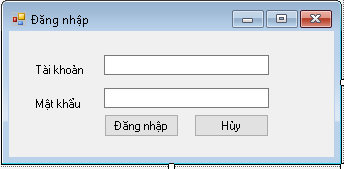 Đăng nhập
Tài khoản
Mật khẩu
Đăng nhập
Hủy